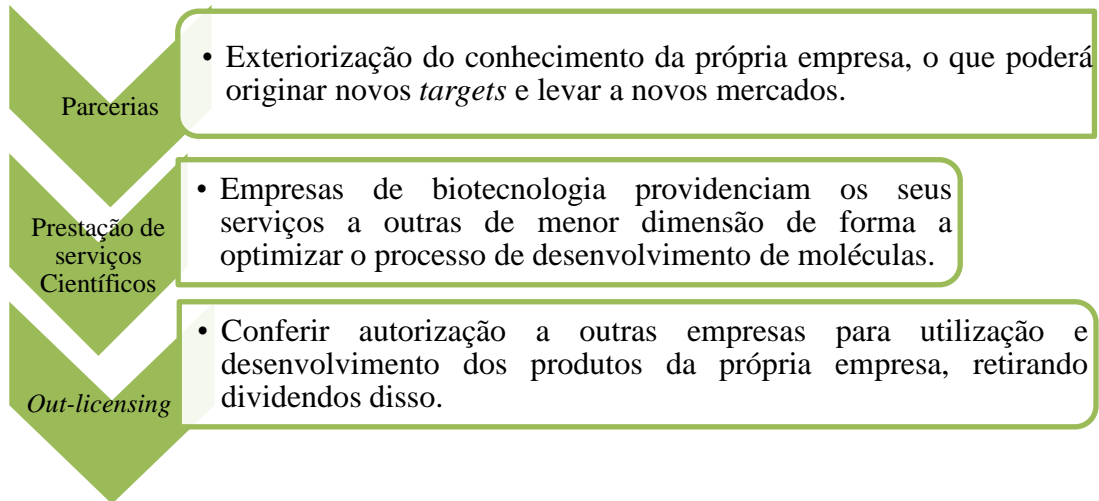 Parcerias
• Exteriorização do conhecimento da própria empresa, o que poderá
originar novos targets e levar a novos mercados.
Prestação de
serviços
Científicos
• Empresas de biotecnologia providenciam os seus
serviços a outras de menor dimensão de forma a
optimizar o processo de desenvolvimento de moléculas.
Out-licensing
• Conferir autorização a outras empresas para utilização e
desenvolvimento dos produtos da própria empresa, retirando
dividendos disso.